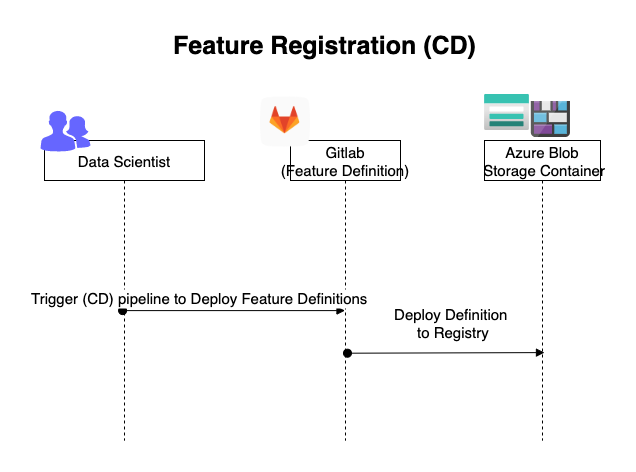 Feature Registration (CD)
Data Scientist
Gitlab
(Feature Definition)
Azure Blob
Storage Container
Trigger (CD) pipeline to Deploy Feature Definitions
Deploy Definition
to Registry